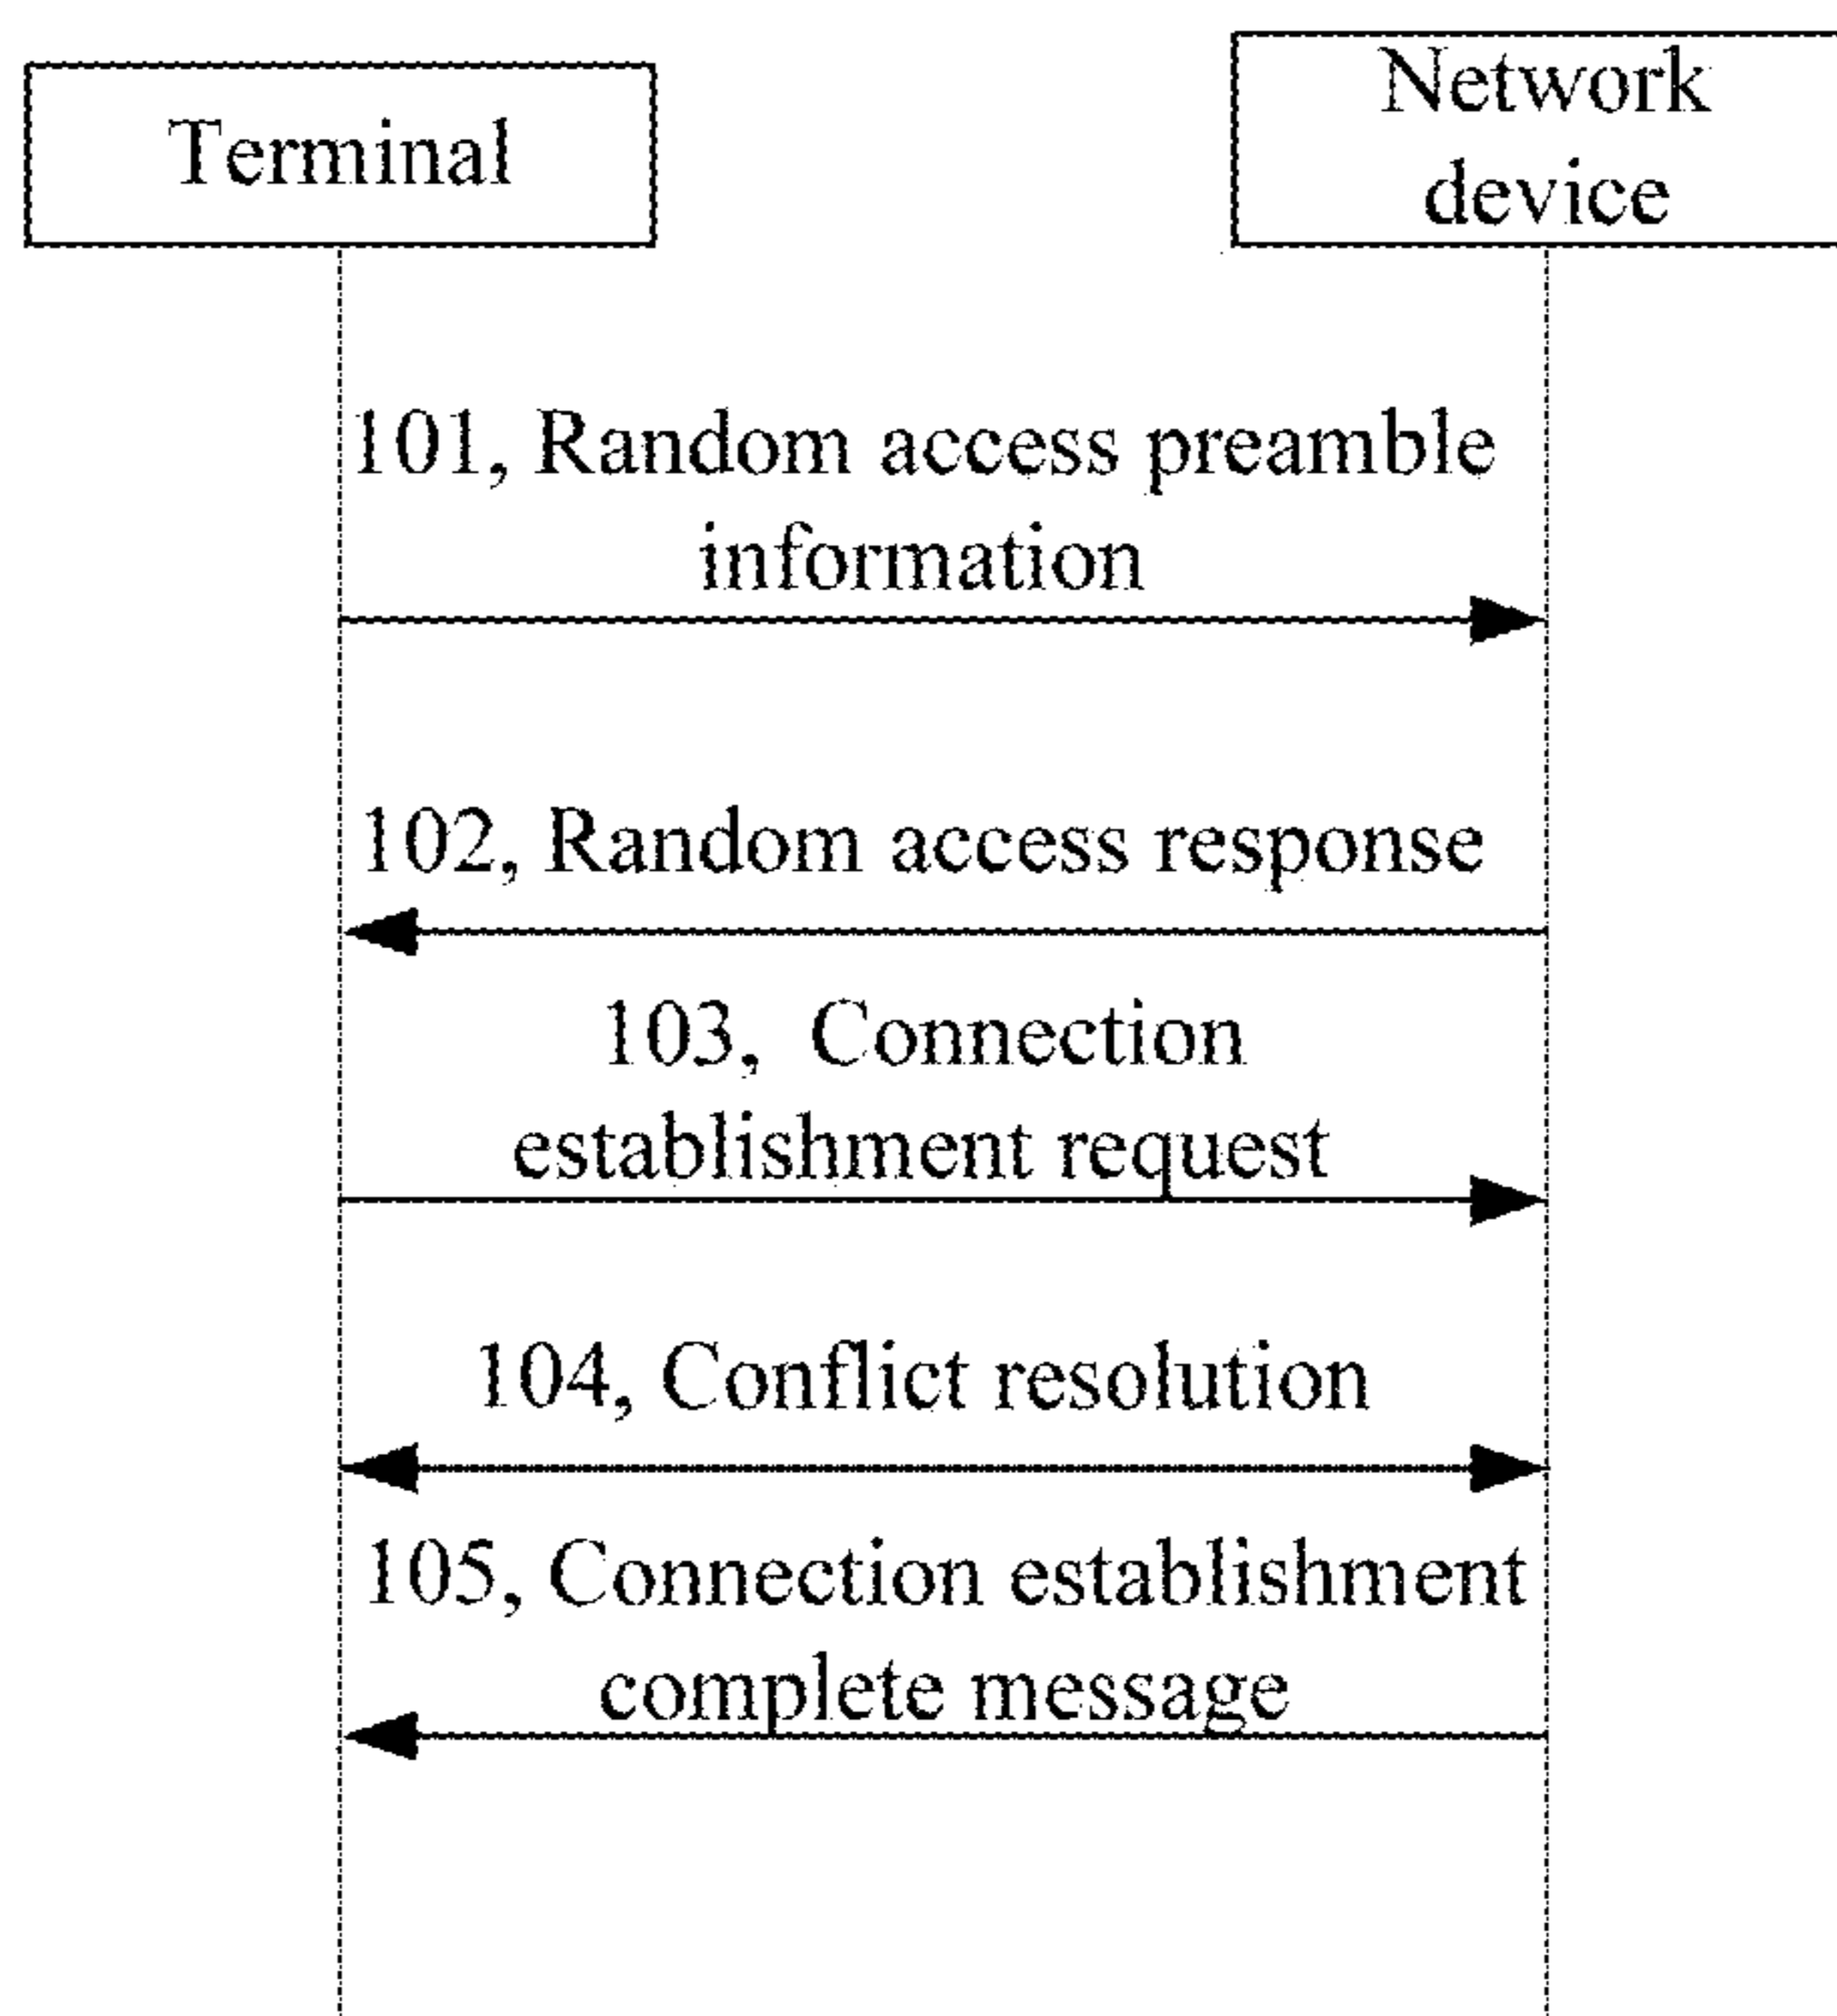 Terminal
Network
device
101, Random access preamble
information
102, Random access response
103, Connection
establishment request
104, Conflict resolution
105, Connection establishment
complete message